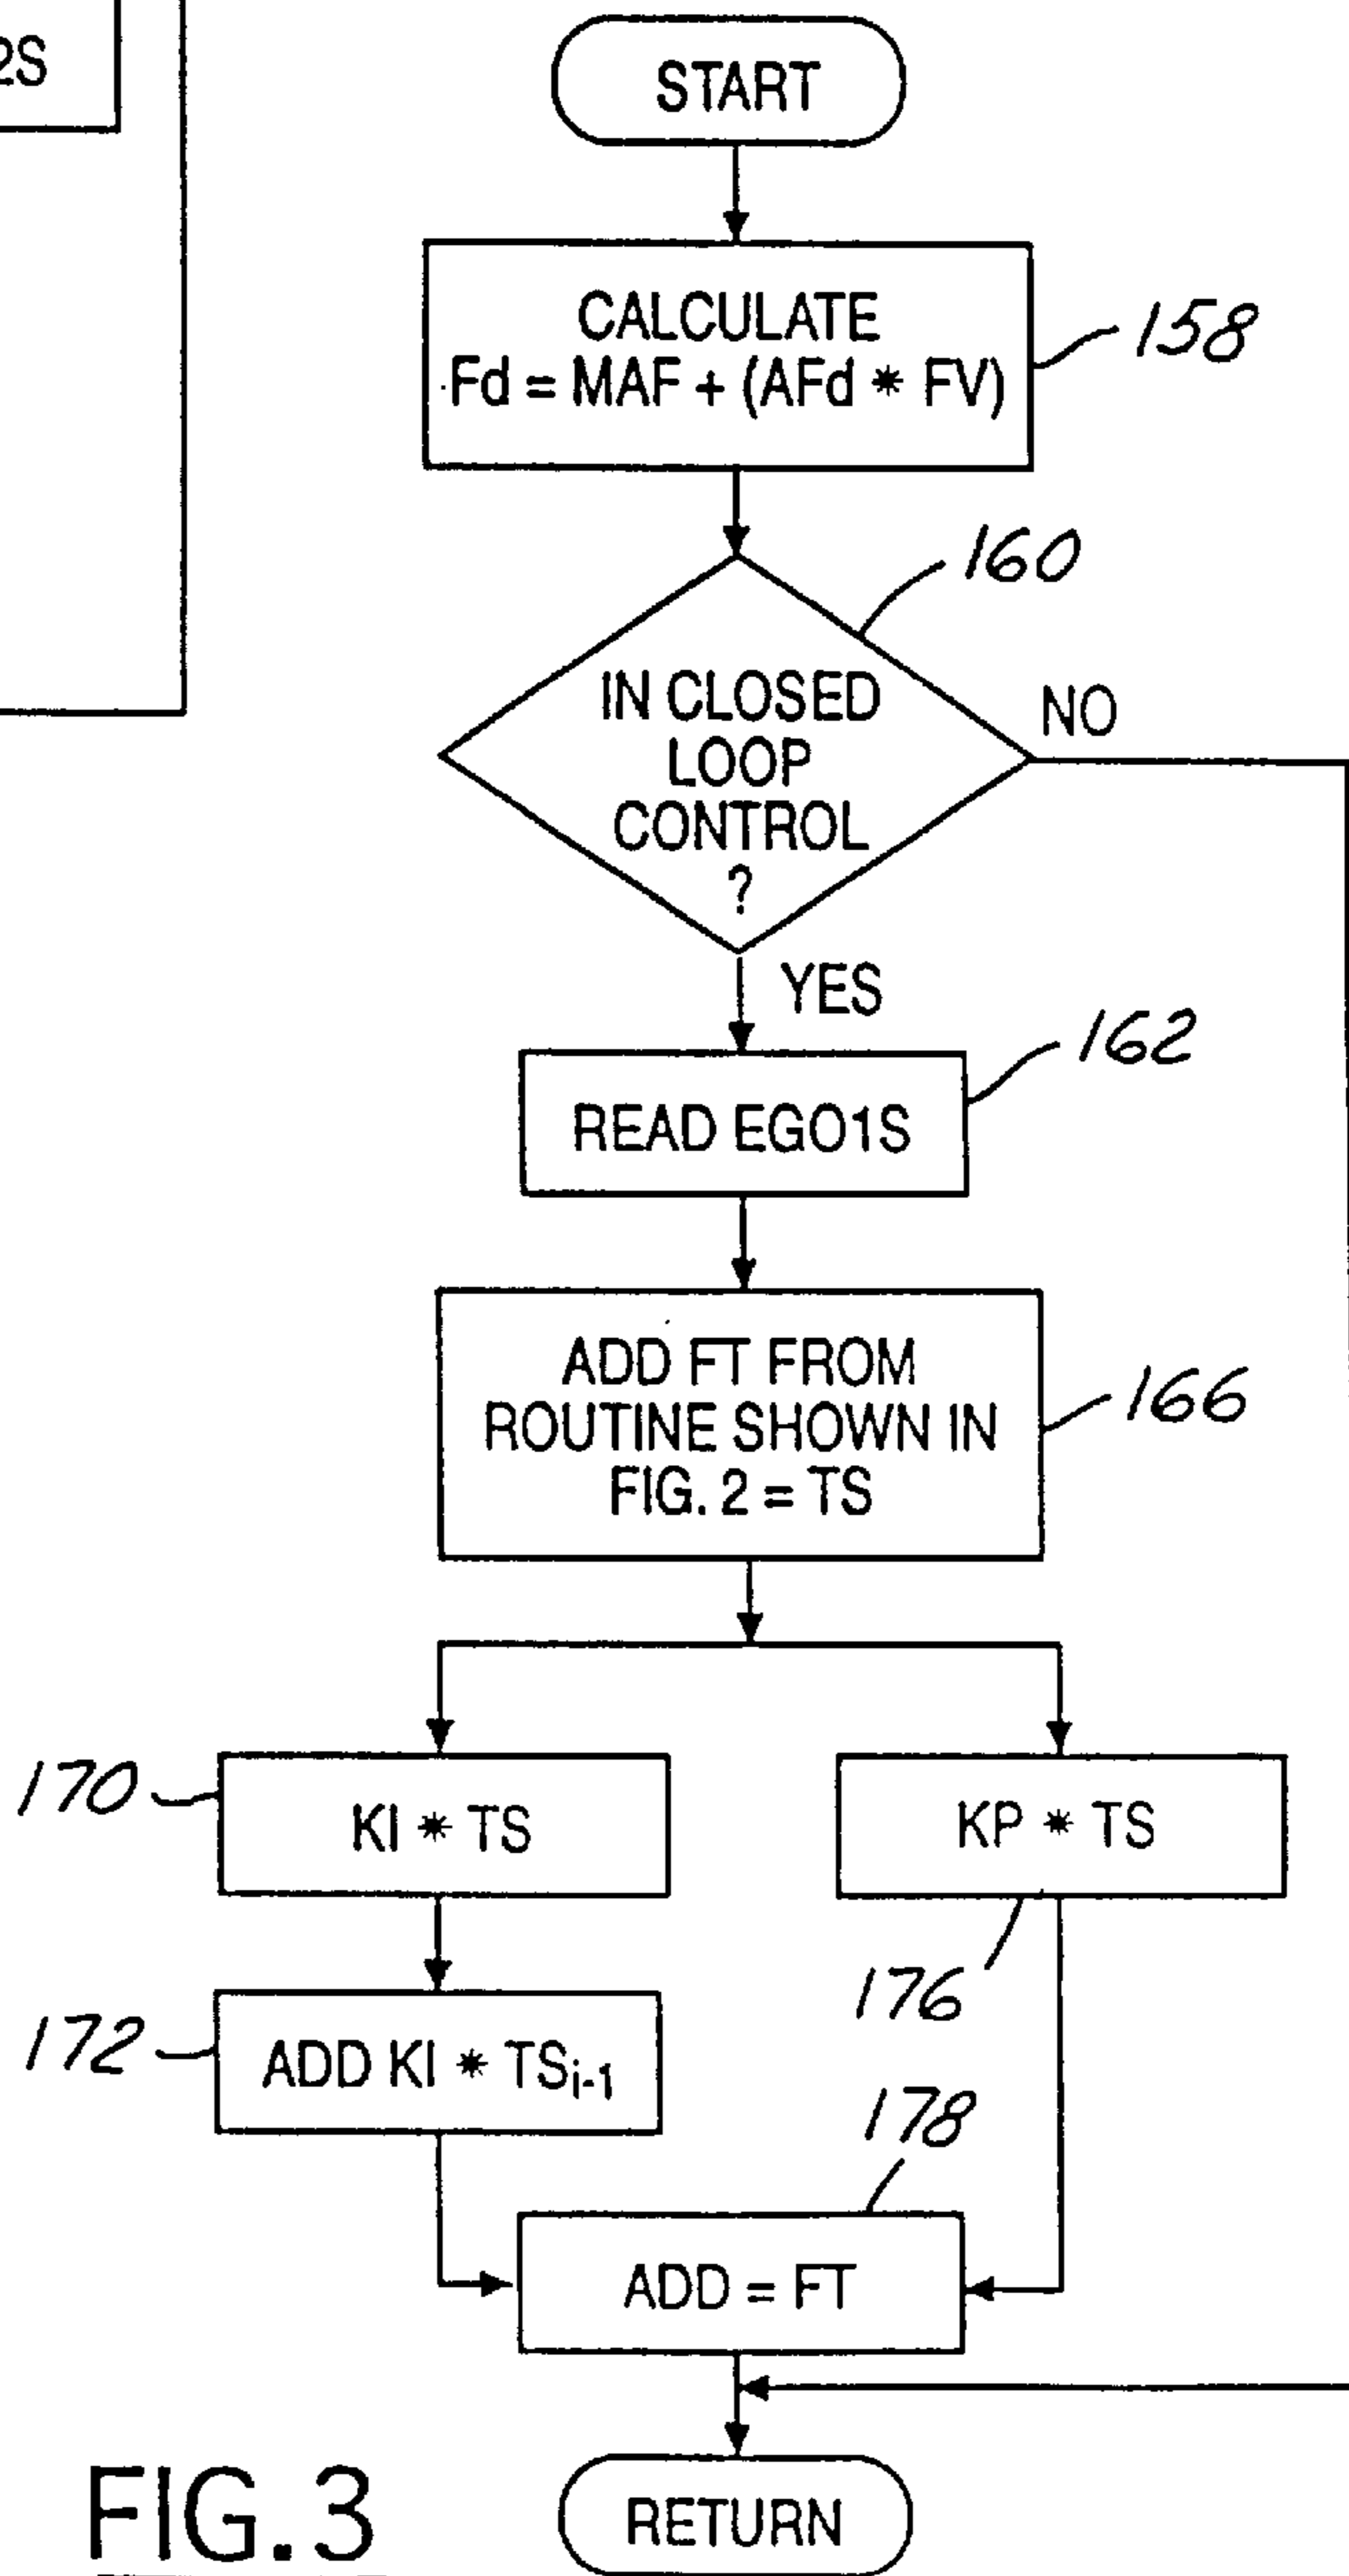 2S
START
CALCULATE
Fd = MAF + (AFd * FV)
158
160
IN CLOSED
LOOP
CONTROL
?
NO
YES
162
READ EGO1S
ADD FT FROM
ROUTINE SHOWN IN
FIG. 2 = TS
166
170
KI * TS
KP * TS
176
172
ADD KI * TSi-1
178
ADD = FT
RETURN
FIG. 3